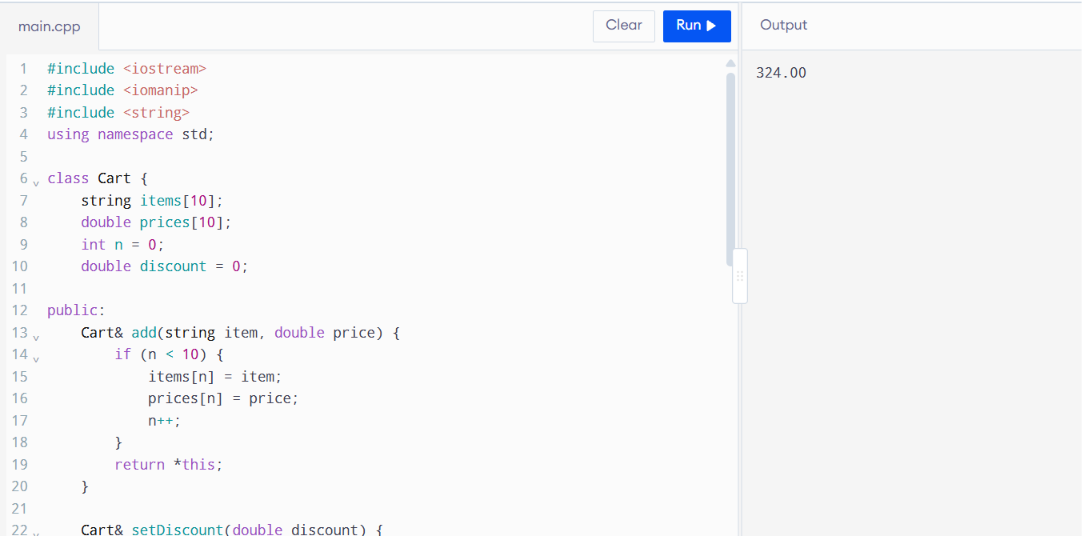 main.cpp
Clear
Run
Output
1 #include <iostream>
2 #include <iomanip>
3 #include <string>
4 using namespace std;
5
6 class Cart {
7     string items[10];
8     double prices[10];
9     int n = 0;
10     double discount = 0;
11
12 public:
13     Cart& add(string item, double price) {
14         if (n < 10) {
15             items[n] = item;
16             prices[n] = price;
17             n++;
18         }
19         return *this;
20     }
21
22     Cart& setDiscount(double discount) {
324.00